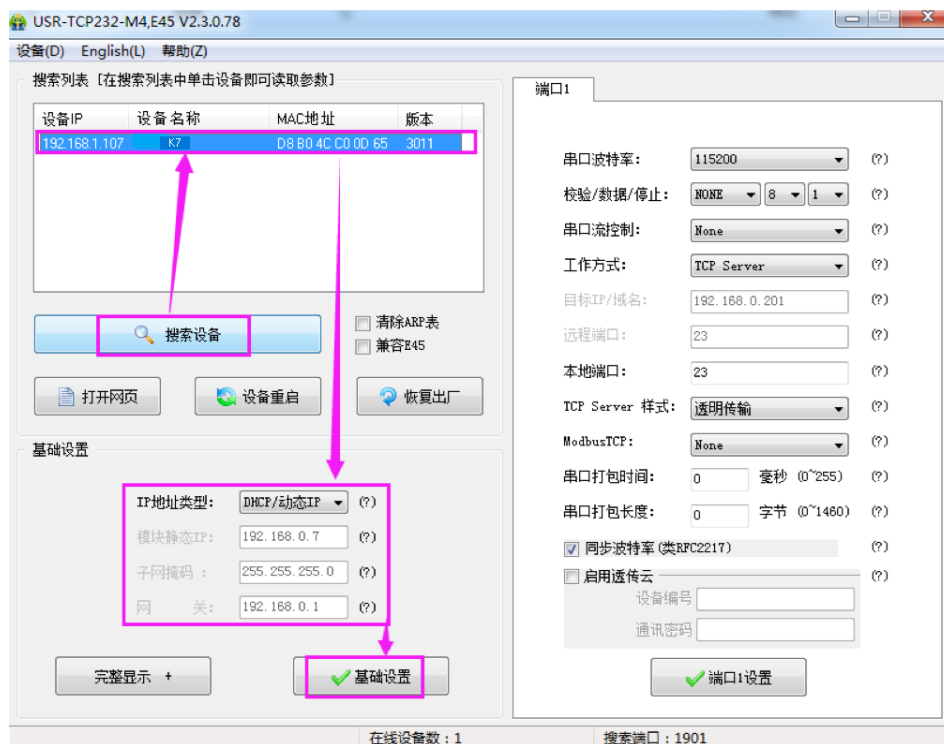 USR-TCP232-M4,E45 V2.3.0.78
设备(D) English(L) 帮助(Z)
搜索列表 [在搜索列表中单击设备即可读取参数]
设备IP 设备名称 MAC地址 版本
192.168.1.107 K7 D8 B0 4C C0 0D 65 3011
搜索设备
清除ARP表
兼容E45
打开网页 设备重启 恢复出厂
基础设置
IP地址类型: DHCP/动态IP (?)
模块静态IP: 192.168.0.7 (?)
子网掩码 : 255.255.255.0 (?)
网 关: 192.168.0.1 (?)
完整显示 + 基础设置
端口1
串口波特率: 115200 (?)
校验/数据/停止: NONE 8 1 (?)
串口流控制: None (?)
工作方式: TCP Server (?)
目标IP/域名: 192.168.0.201 (?)
远程端口: 23 (?)
本地端口: 23 (?)
TCP Server 样式: 透明传输 (?)
ModbusTCP: None (?)
串口打包时间: 0 毫秒 (0~255) (?)
串口打包长度: 0 字节 (0~1460) (?)
同步波特率(类RFC2217) (?)
启用透传云 (?)
设备编号
通讯密码
端口1设置
在线设备数:1 搜索端口:1901